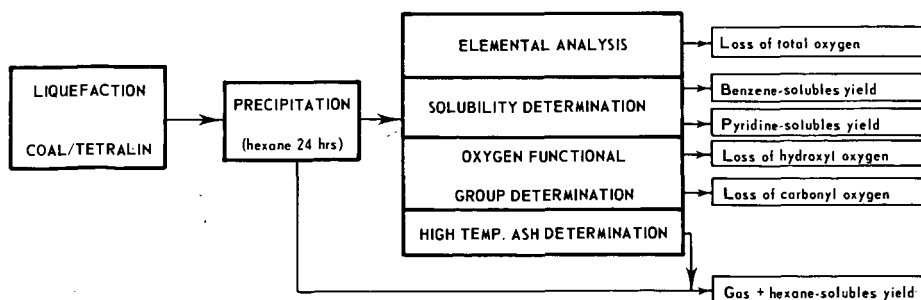 LIQUEFACTION
COAL/TETRALIN
PRECIPITATION
(hexane 24 hrs)
ELEMENTAL ANALYSIS
SOLUBILITY DETERMINATION
OXYGEN FUNCTIONAL
GROUP DETERMINATION
HIGH TEMP. ASH DETERMINATION
Loss of total oxygen
Benzene-solubles yield
Pyridine-solubles yield
Loss of hydroxyl oxygen
Loss of carbonyl oxygen
Gas + hexane-solubles yield